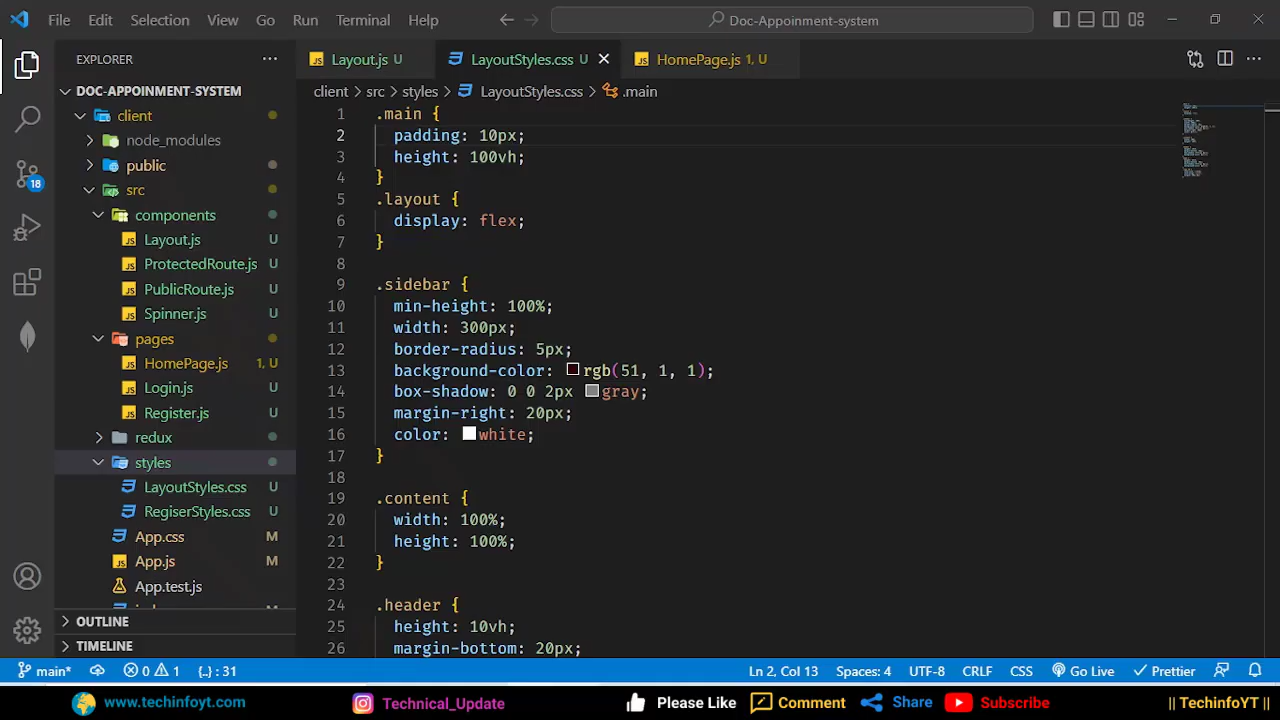 File Edit Selection View Go Run Terminal Help
Doc-Appoinment-system
EXPLORER
Layout.js U
LayoutStyles.css U
HomePage.js 1, U
DOC-APPOINMENT-SYSTEM
client > src > styles > LayoutStyles.css > .main
client
node_modules
public
src
components
Layout.js U
ProtectedRoute.js U
PublicRoute.js U
Spinner.js U
pages
HomePage.js 1, U
Login.js U
Register.js U
redux
styles
LayoutStyles.css U
RegiserStyles.css U
App.css M
App.js M
App.test.js
OUTLINE
TIMELINE
18
1 .main {
2 padding: 10px;
3 height: 100vh;
4 }
5 .layout {
6 display: flex;
7 }
8
9 .sidebar {
10 min-height: 100%;
11 width: 300px;
12 border-radius: 5px;
13 background-color: rgb(51, 1, 1);
14 box-shadow: 0 0 2px gray;
15 margin-right: 20px;
16 color: white;
17 }
18
19 .content {
20 width: 100%;
21 height: 100%;
22 }
23
24 .header {
25 height: 10vh;
26 margin-bottom: 20px;
main* 0 1 {..} : 31 Ln 2, Col 13 Spaces: 4 UTF-8 CRLF CSS Go Live Prettier
www.techinfoyt.com Technical_Update Please Like Comment Share Subscribe || TechinfoYT ||